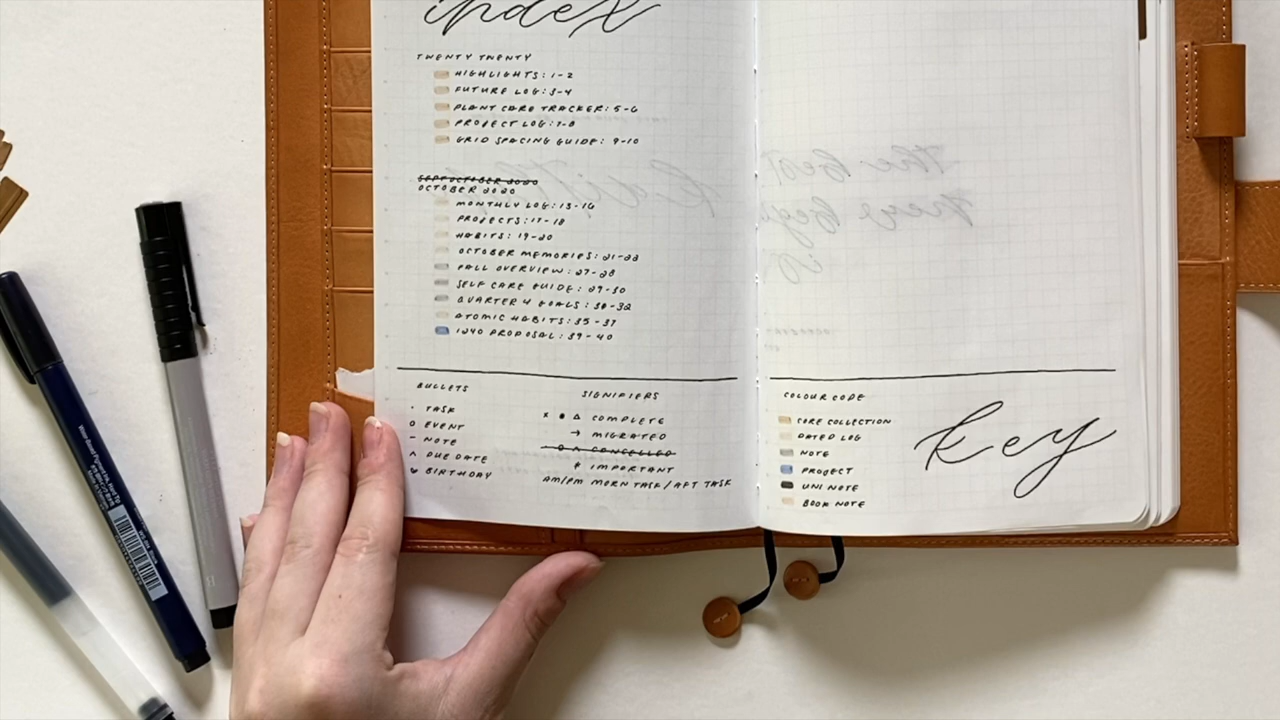 index
TWENTY TWENTY
HIGHLIGHTS: 1-2
FUTURE LOG: 3-4
PLANT CARE TRACKER: 5-6
PROJECT LOG: 7-8
GRID SPACING GUIDE: 9-10
SEPTOCTOBER 2020
OCTOBER 2020
MONTHLY LOG: 15-16
PROJECTS: 17-18
HABITS: 19-20
OCTOBER MEMORIES: 21-22
FALL OVERVIEW: 27-28
SELF CARE GUIDE: 29-30
QUARTER 4 GOALS: 30-32
ATOMIC HABITS: 35-37
1240 PROPOSAL: 39-40
BULLETS
· TASK
O EVENT
- NOTE
^ DUE DATE
BIRTHDAY
SIGNIFIERS
X ● △ COMPLETE
→ MIGRATED
· O ^ CANCELLED
* IMPORTANT
AM/PM MORN TASK / AFT TASK
COLOUR CODE
CORE COLLECTION
DATED LOG
NOTE
PROJECT
UNI NOTE
BOOK NOTE
key
the best